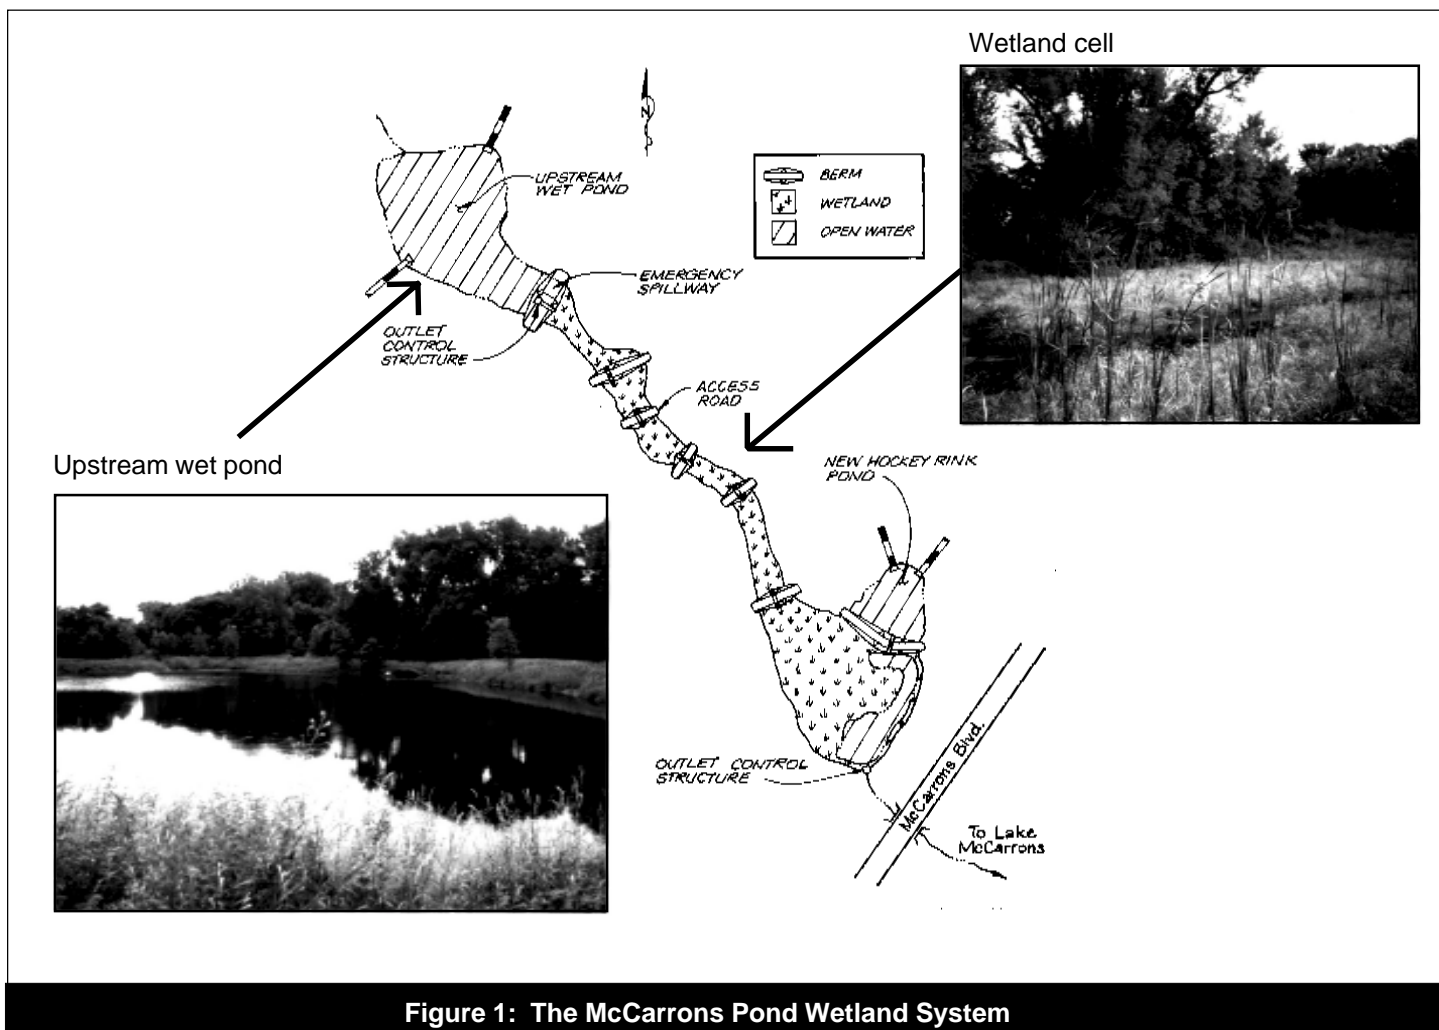 Wetland cell
N
UPSTREAM
WET POND
BERM
WETLAND
OPEN WATER
EMERGENCY
SPILLWAY
OUTLET
CONTROL
STRUCTURE
ACCESS
ROAD
Upstream wet pond
NEW HOCKEY RINK
POND
OUTLET CONTROL
STRUCTURE
McCarrons Blvd.
To Lake
McCarrons
Figure 1: The McCarrons Pond Wetland System